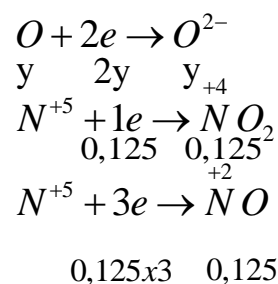 O + 2e → O²⁻
y 2y y
N⁺⁵ + 1e → N⁺⁴O₂
0,125 0,125
N⁺⁵ + 3e → N⁺²O
0,125x3 0,125